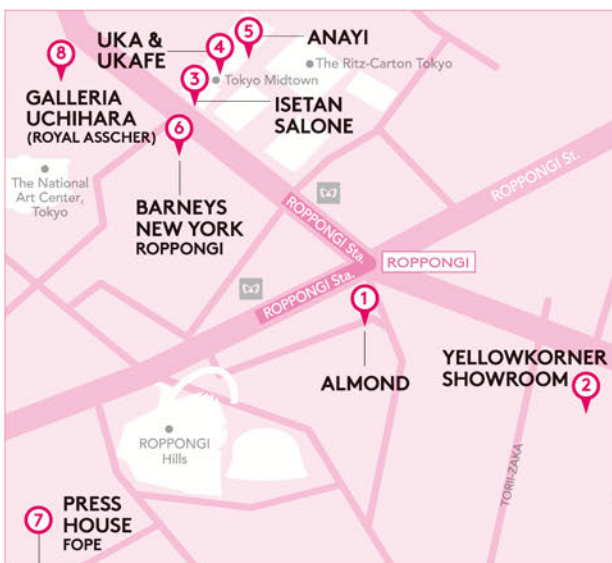 8
GALLERIA
UCHIHARA
(ROYAL ASSCHER)
UKA &
UKAFE
4
5
ANAYI
The Ritz-Carton Tokyo
3
Tokyo Midtown
ISETAN
SALONE
6
BARNEYS
NEW YORK
ROPPONGI
The National
Art Center,
Tokyo
ROPPONGI St.
ROPPONGI Sta.
ROPPONGI
ROPPONGI Sta.
1
ALMOND
YELLOWKORNER
SHOWROOM
2
ROPPONGI
Hills
TORII-ZAKA
7
PRESS
HOUSE
FOPE